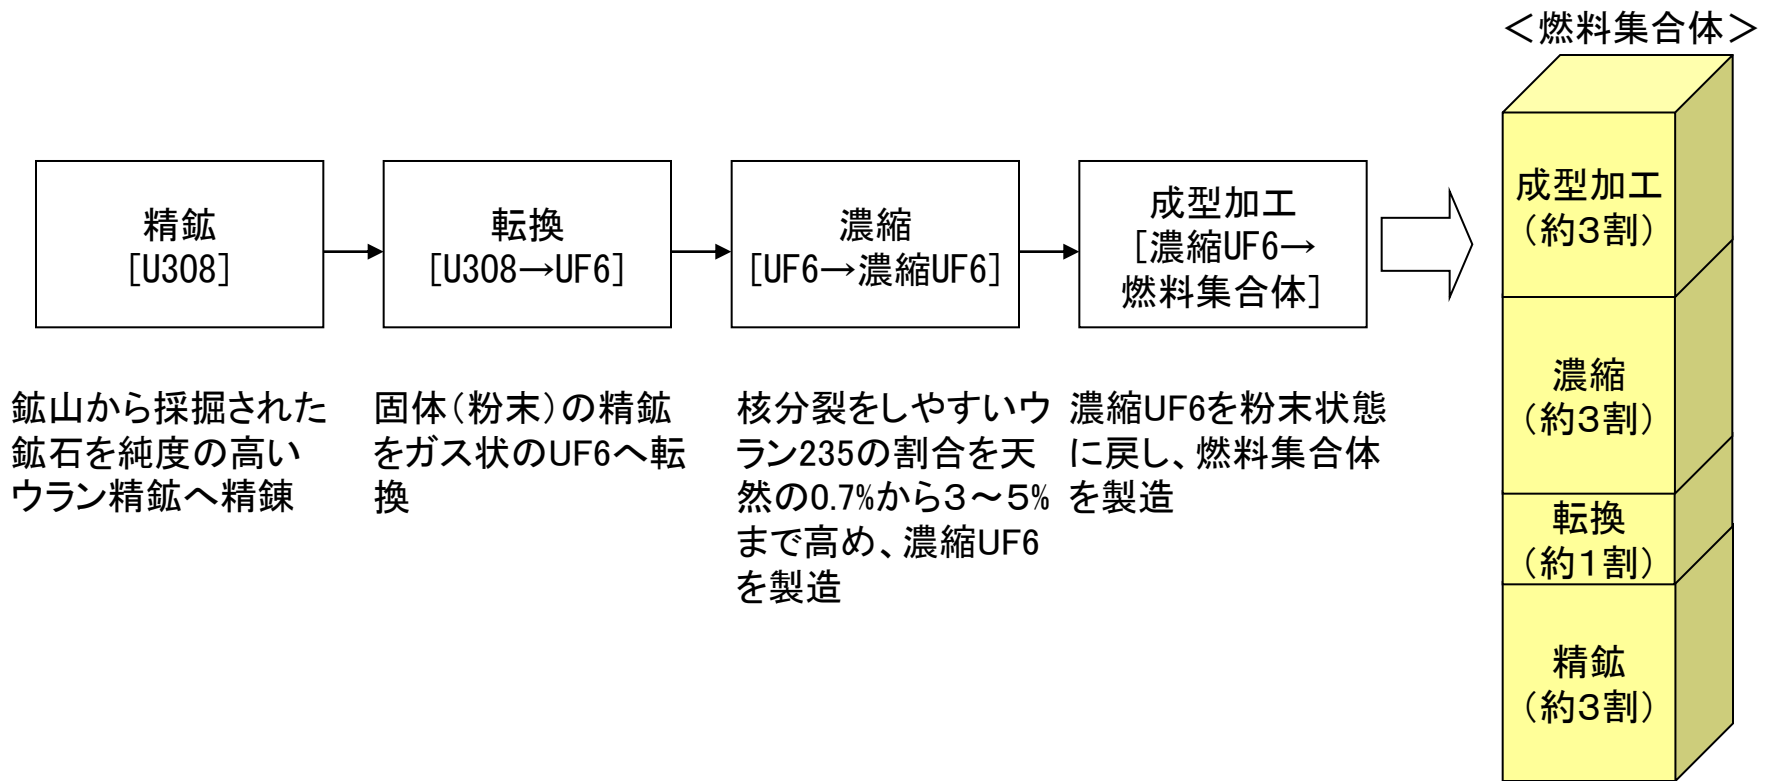 ＜燃料集合体＞
精鉱
[U308]
転換
[U308→UF6]
濃縮
[UF6→濃縮UF6]
成型加工
[濃縮UF6→
燃料集合体]
鉱山から採掘された
鉱石を純度の高い
ウラン精鉱へ精錬
固体（粉末）の精鉱
をガス状のUF6へ転
換
核分裂をしやすいウ
ラン235の割合を天
然の0.7%から３～５%
まで高め、濃縮UF6
を製造
濃縮UF6を粉末状態
に戻し、燃料集合体
を製造
成型加工
（約３割）
濃縮
（約３割）
転換
（約１割）
精鉱
（約３割）